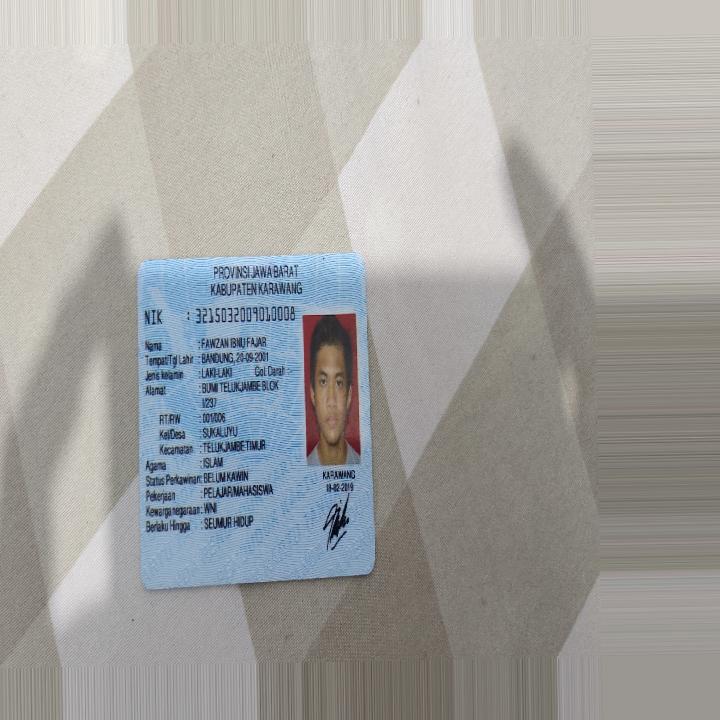 PROVINSI JAWA BARAT
KABUPATEN KARAWANG
NIK : 3215032009010008
Nama : FAWZAN IBNU FAJAR
Tempat/Tgl Lahir : BANDUNG, 20-09-2001
Jenis kelamin : LAKI-LAKI Gol. Darah :-
Alamat : BUMI TELUKJAMBE BLOK
I/237
RT/RW : 001/006
Kel/Desa : SUKALUYU
Kecamatan : TELUKJAMBE TIMUR
Agama : ISLAM
Status Perkawinan: BELUM KAWIN
Pekerjaan : PELAJAR/MAHASISWA
Kewarganegaraan: WNI
Berlaku Hingga : SEUMUR HIDUP
KARAWANG
-02-2019